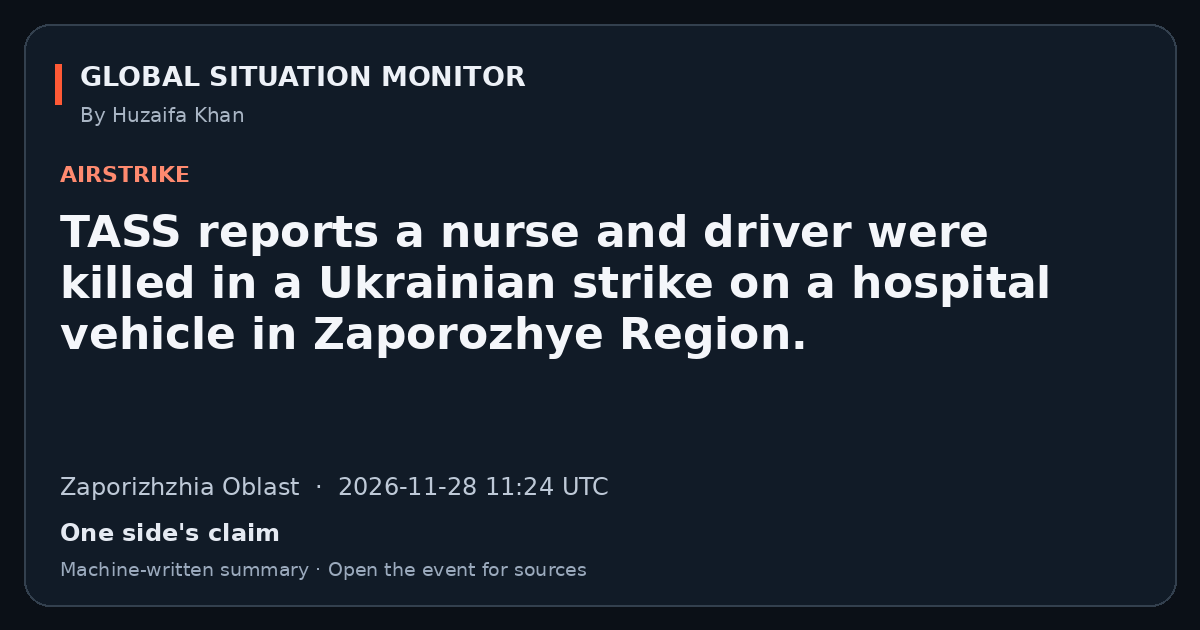 GLOBAL SITUATION MONITOR
By Huzaifa Khan
AIRSTRIKE
TASS reports a nurse and driver were
killed in a Ukrainian strike on a hospital
vehicle in Zaporozhye Region.
Zaporizhzhia Oblast · 2026-11-28 11:24 UTC
One side's claim
Machine-written summary · Open the event for sources